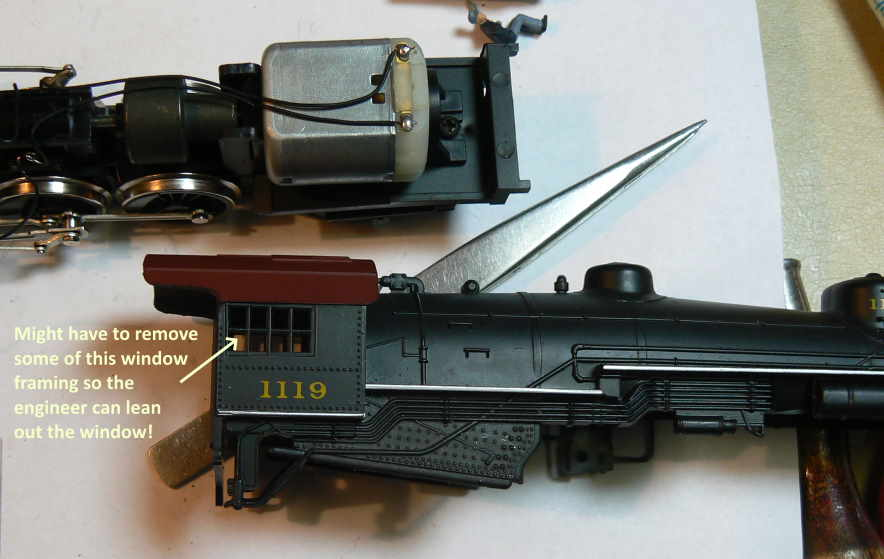 Might have to remove
some of this window
framing so the
engineer can lean
out the window!
1119